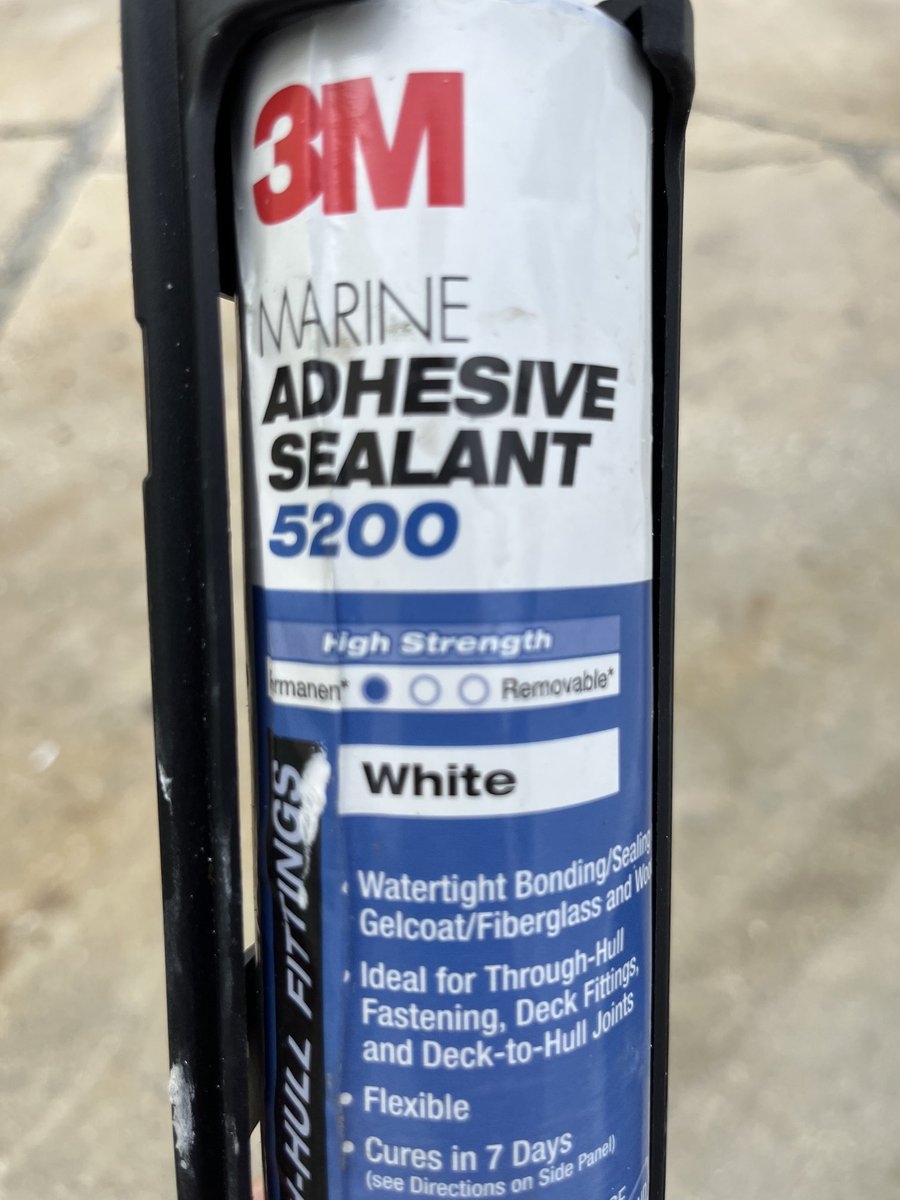 3M
MARINE
ADHESIVE
SEALANT
5200
High Strength
rmanen* Removable*
White
• Watertight Bonding/Sealing
Gelcoat/Fiberglass and Woo
• Ideal for Through-Hull
Fastening, Deck Fittings,
and Deck-to-Hull Joints
• Flexible
• Cures in 7 Days
(see Directions on Side Panel)
-HULL FITTINGS